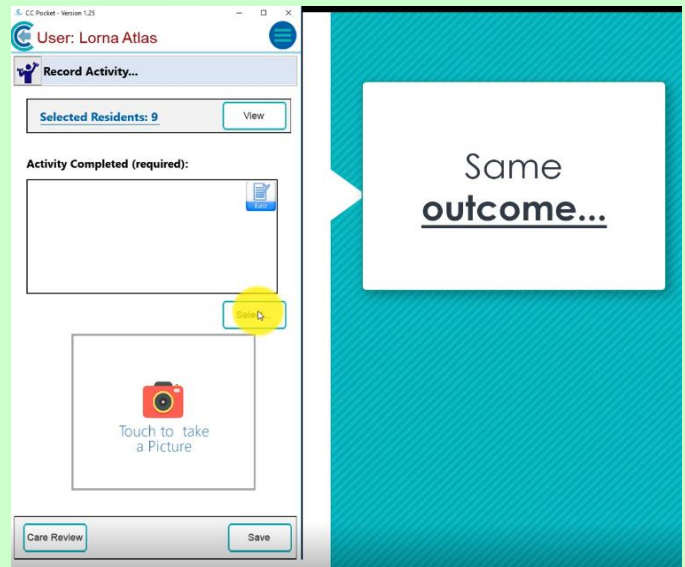 CC Pocket - Version 1.25
User: Lorna Atlas
Record Activity...
Selected Residents: 9
View
Activity Completed (required):
Edit
Select...
Touch to take
a Picture
Care Review
Save
Same
outcome...